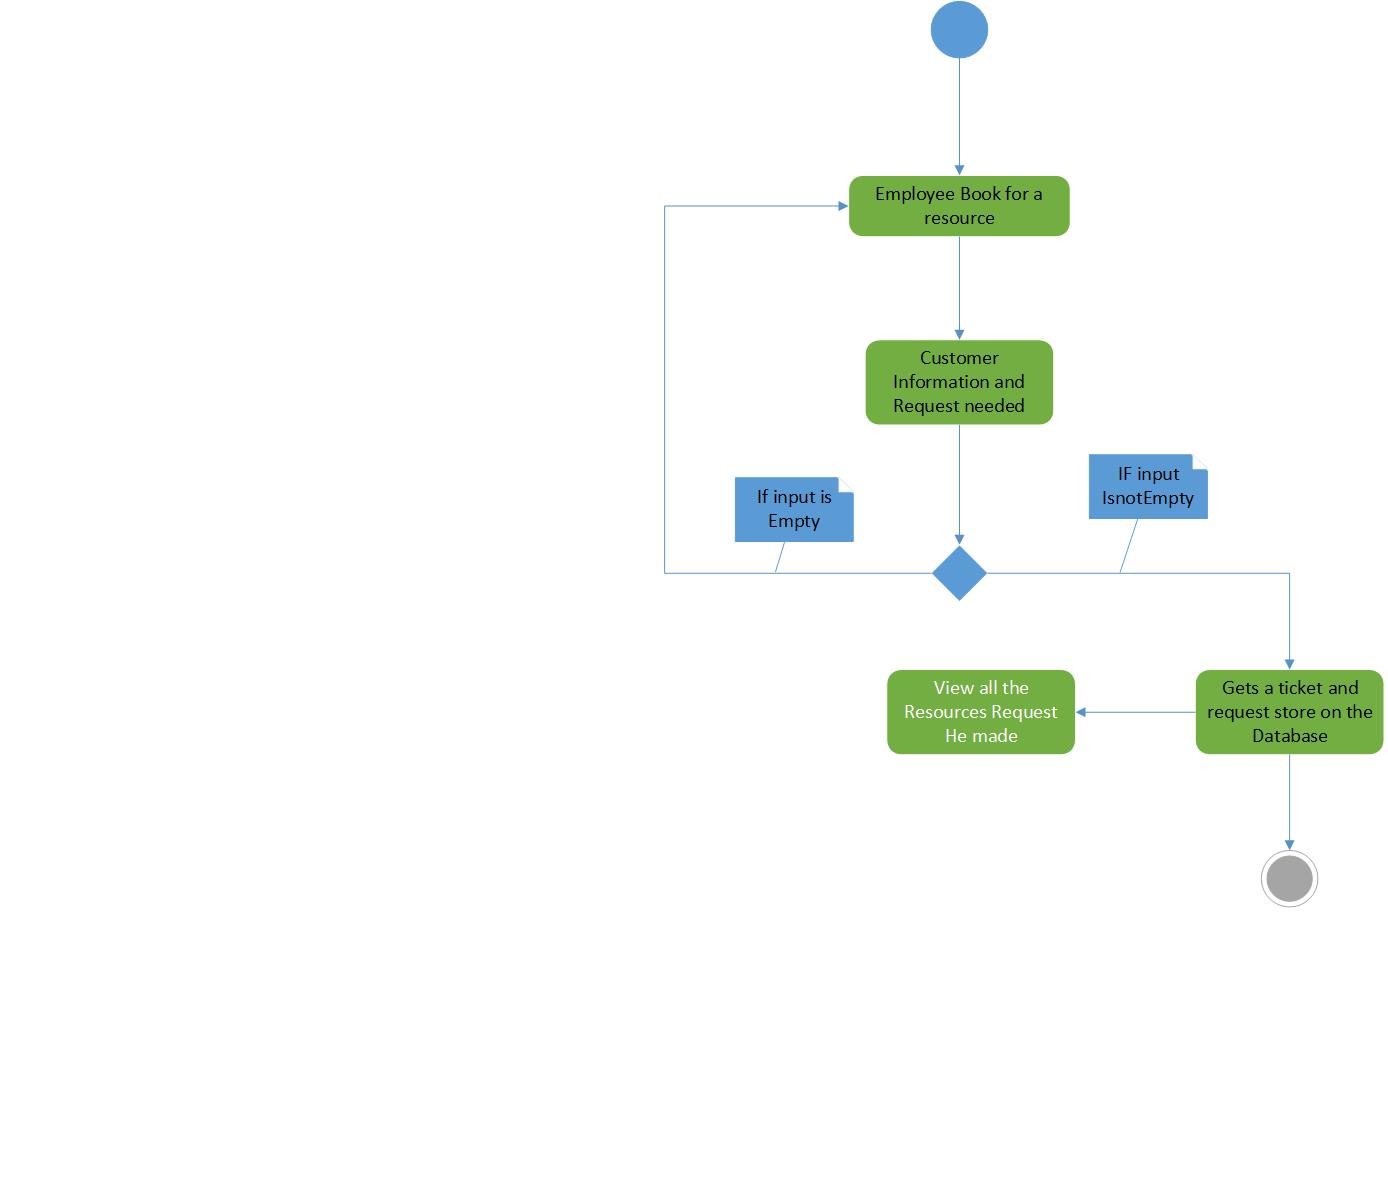 Employee Book for a
resource
Customer
Information and
Request needed
If input is
Empty
IF input
IsnotEmpty
View all the
Resources Request
He made
Gets a ticket and
request store on the
Database